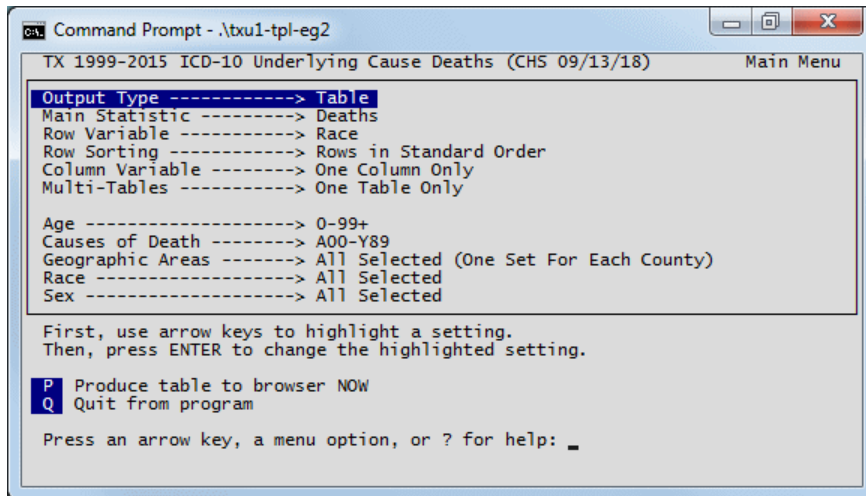 Command Prompt - .\txu1-tpl-eg2
TX 1999-2015 ICD-10 Underlying Cause Deaths (CHS 09/13/18) Main Menu
Output Type ------------> Table
Main Statistic ---------> Deaths
Row Variable -----------> Race
Row Sorting ------------> Rows in Standard Order
Column Variable --------> One Column Only
Multi-Tables -----------> One Table Only
Age --------------------> 0-99+
Causes of Death --------> A00-Y89
Geographic Areas -------> All Selected (One Set For Each County)
Race -------------------> All Selected
Sex --------------------> All Selected
First, use arrow keys to highlight a setting.
Then, press ENTER to change the highlighted setting.
P Produce table to browser NOW
Q Quit from program
Press an arrow key, a menu option, or ? for help: _